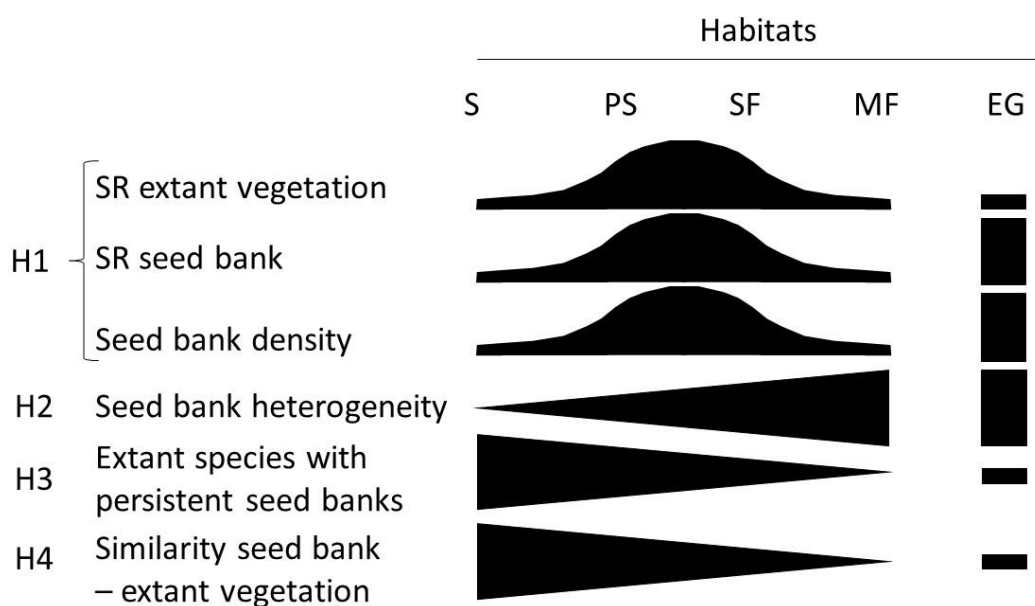 Habitats
S PS SF MF EG
SR extant vegetation
H1 SR seed bank
Seed bank density
H2 Seed bank heterogeneity
H3 Extant species with
persistent seed banks
H4 Similarity seed bank
– extant vegetation